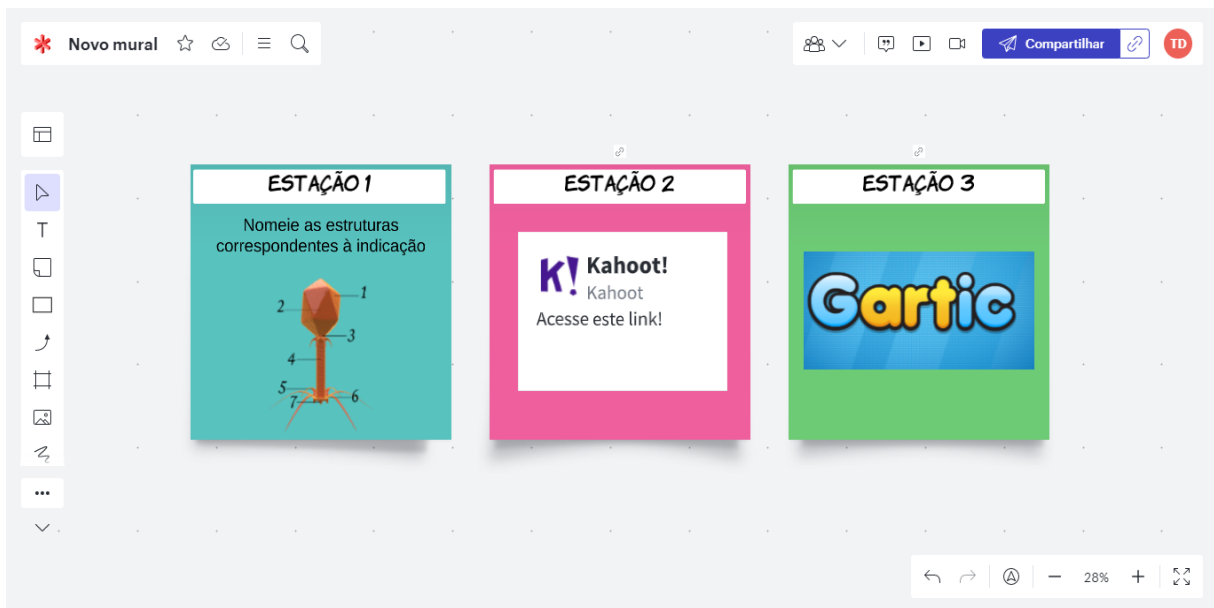 Novo mural
Compartilhar
TD
ESTAÇÃO 1
Nomeie as estruturas
correspondentes à indicação
1
2
3
4
5
6
7
ESTAÇÃO 2
K!
Kahoot!
Kahoot
Acesse este link!
ESTAÇÃO 3
Gartic
T
28%